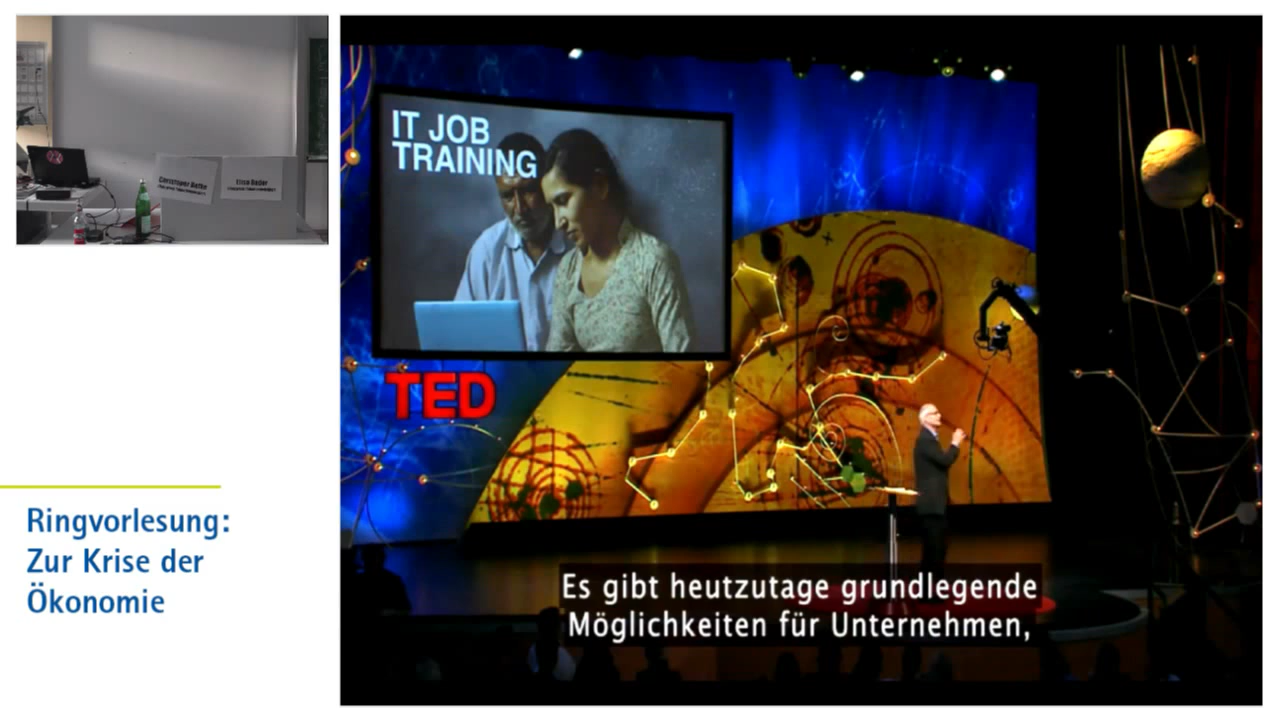 Ringvorlesung:
Zur Krise der
Ökonomie
IT JOB
TRAINING
TED
Es gibt heutzutage grundlegende
Möglichkeiten für Unternehmen,